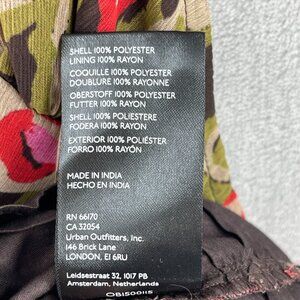 SHELL 100% POLYESTER
LINING 100% RAYON
COQUILLE 100% POLYESTER
DOUBLURE 100% RAYONNE
OBERSTOFF 100% POLYESTER
FUTTER 100% RAYON
SHELL 100% POLIESTERE
FODERA 100% RAYON
EXTERIOR 100% POLIÉSTER
FORRO 100% RAYÓN
MADE IN INDIA
HECHO EN INDIA
RN 66170
CA 32054
Urban Outfitters, Inc.
146 Brick Lane
LONDON, E1 6RU
Leidsestraat 32, 1017 PB
Amsterdam, Netherlands